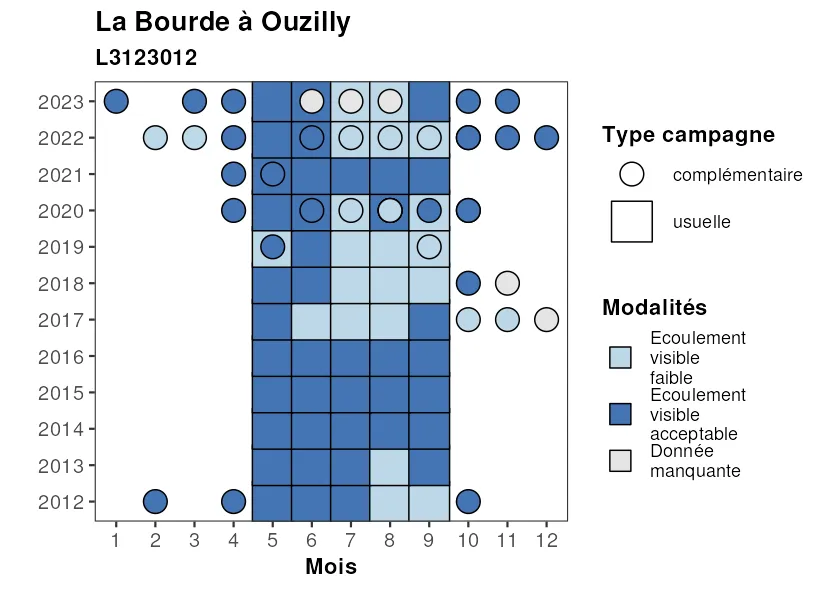 La Bourde à Ouzilly
L3123012
2023
2022
2021
2020
2019
2018
2017
2016
2015
2014
2013
2012
1 2 3 4 5 6 7 8 9 10 11 12
Mois
Type campagne
complémentaire
usuelle
Modalités
Ecoulement
visible
faible
Ecoulement
visible
acceptable
Donnée
manquante